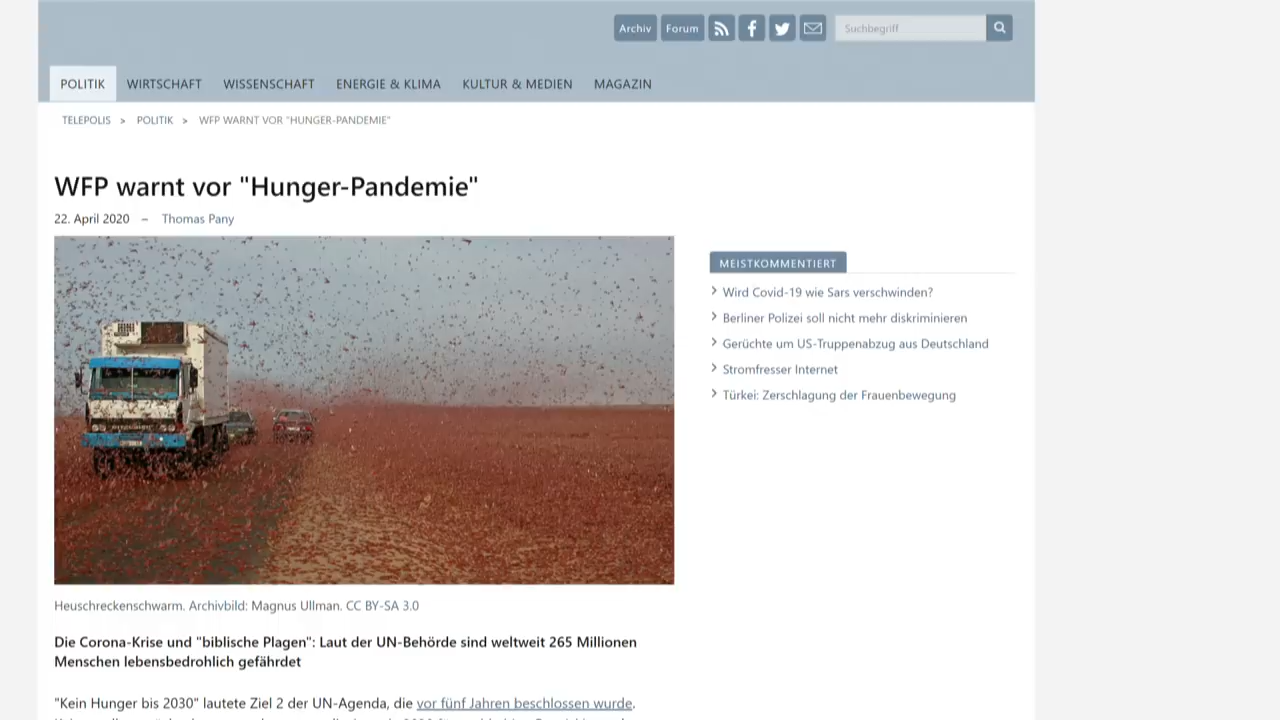 Archiv Forum Suchbegriff
POLITIK WIRTSCHAFT WISSENSCHAFT ENERGIE & KLIMA KULTUR & MEDIEN MAGAZIN
TELEPOLIS > POLITIK > WFP WARNT VOR "HUNGER-PANDEMIE"
WFP warnt vor "Hunger-Pandemie"
22. April 2020 – Thomas Pany
MEISTKOMMENTIERT
Wird Covid-19 wie Sars verschwinden?
Berliner Polizei soll nicht mehr diskriminieren
Gerüchte um US-Truppenabzug aus Deutschland
Stromfresser Internet
Türkei: Zerschlagung der Frauenbewegung
Heuschreckenschwarm. Archivbild: Magnus Ullman. CC BY-SA 3.0
Die Corona-Krise und "biblische Plagen": Laut der UN-Behörde sind weltweit 265 Millionen
Menschen lebensbedrohlich gefährdet
"Kein Hunger bis 2030" lautete Ziel 2 der UN-Agenda, die vor fünf Jahren beschlossen wurde.